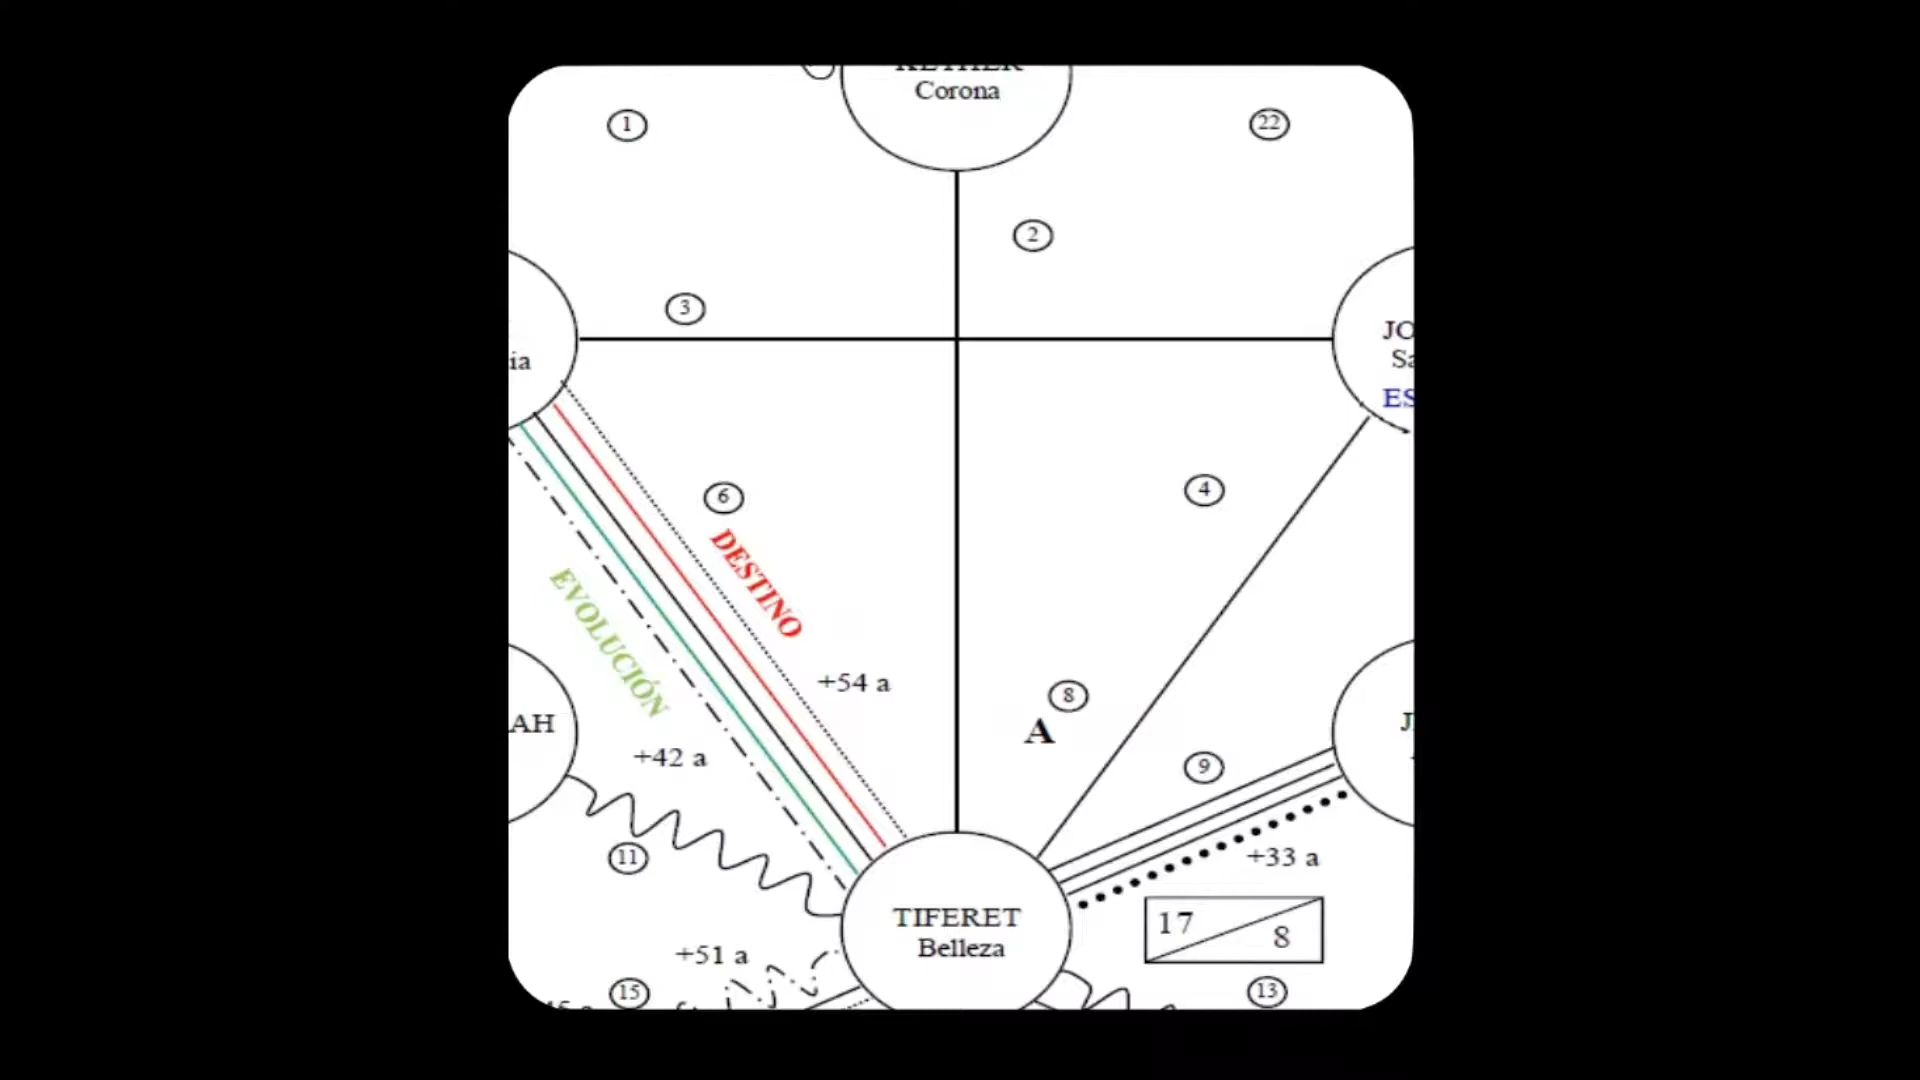 KETHER
Corona
1
22
2
3
ia
JO
Sa
ES
6
4
DESTINO
EVOLUCIÓN
+54 a
8
A
AH
J
+42 a
9
11
+33 a
TIFERET
Belleza
17
8
+51 a
15
13